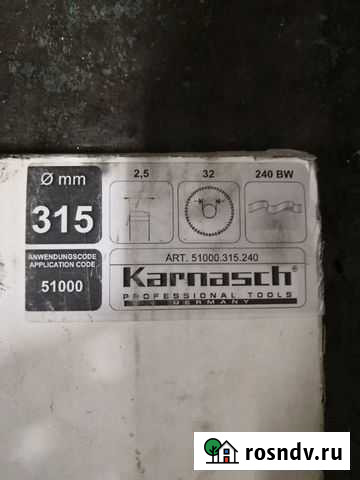 Ø mm
2,5
32
240 BW
315
ANWENDUNGSCODE
APPLICATION CODE
51000
ART. 51000.315.240
Karnasch®
PROFESSIONAL TOOLS
GERMANY
rosndv.ru